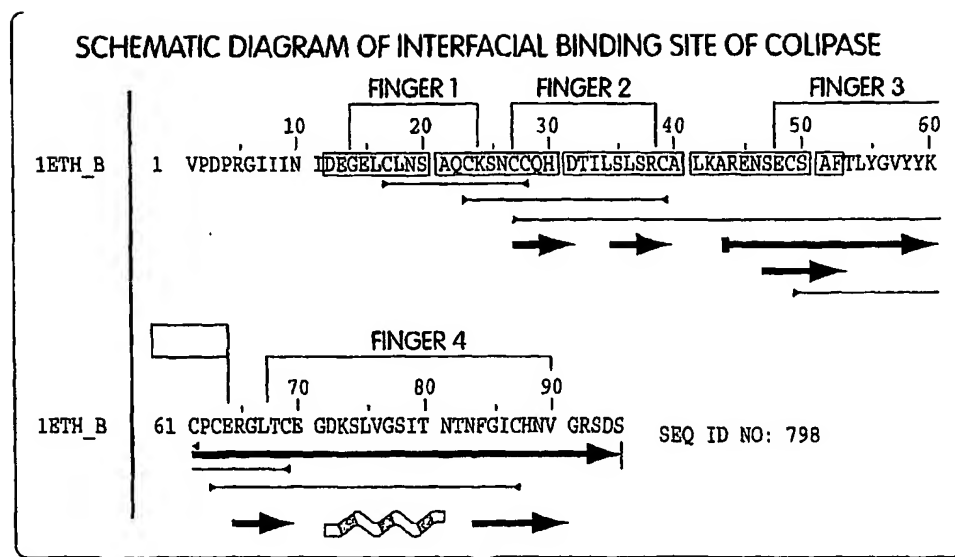 SCHEMATIC DIAGRAM OF INTERFACIAL BINDING SITE OF COLIPASE
FINGER 1 FINGER 2 FINGER 3
10 20 30 40 50 60
1ETH_B 1 VPDPRGIIIN IDEGELCLNS AQCKSNCCQH DTILSLSRCA LKARENSECS AFTLYGVYYK
FINGER 4
70 80 90
1ETH_B 61 CPCERGLTCE GDKSLVGSIT NTNFGICHNV GRSDS SEQ ID NO: 798